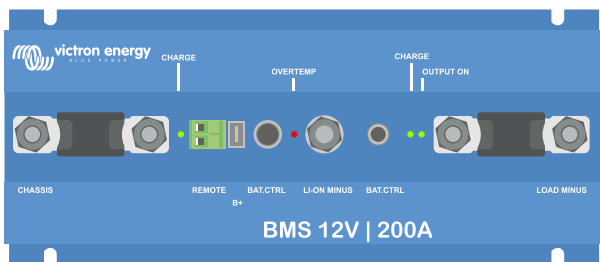 victron energy
BLUE POWER
CHARGE
OVERTEMP
CHARGE
OUTPUT ON
CHASSIS
REMOTE
B+
BAT.CTRL
LI-ON MINUS
BAT.CTRL
LOAD MINUS
BMS 12V | 200A